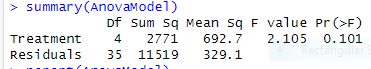 > summary(AnovaModel)
Df Sum Sq Mean Sq F value Pr(>F)
Treatment 4 2771 692.7 2.105 0.101
Residuals 35 11519 329.1
Rectangular S